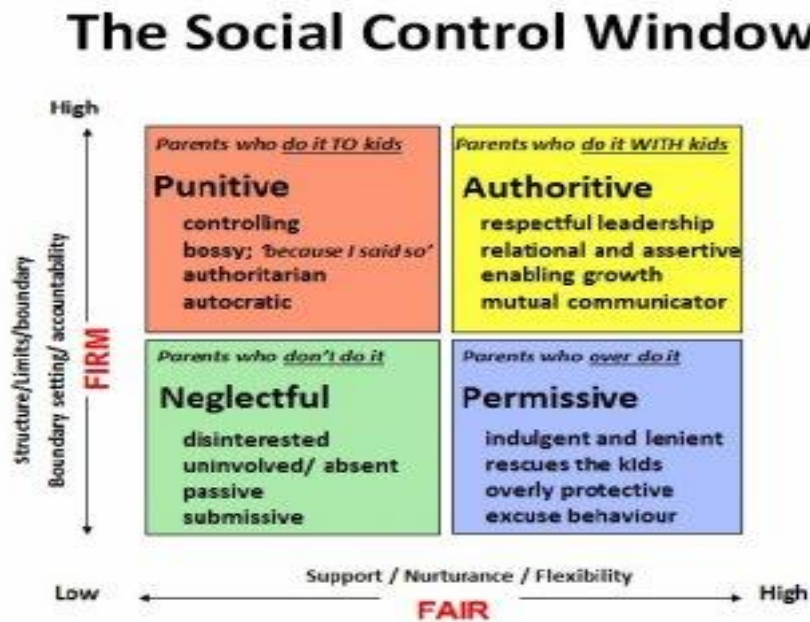 The Social Control Window
High
Parents who do it TO kids
Punitive
controlling
bossy; 'because I said so'
authoritarian
autocratic
Parents who do it WITH kids
Authoritive
respectful leadership
relational and assertive
enabling growth
mutual communicator
Structure/Limits/boundary
Boundary setting/ accountability
FIRM
Parents who don't do it
Neglectful
disinterested
uninvolved/ absent
passive
submissive
Parents who over do it
Permissive
indulgent and lenient
rescues the kids
overly protective
excuse behaviour
Support / Nurturance / Flexibility
Low
High
FAIR